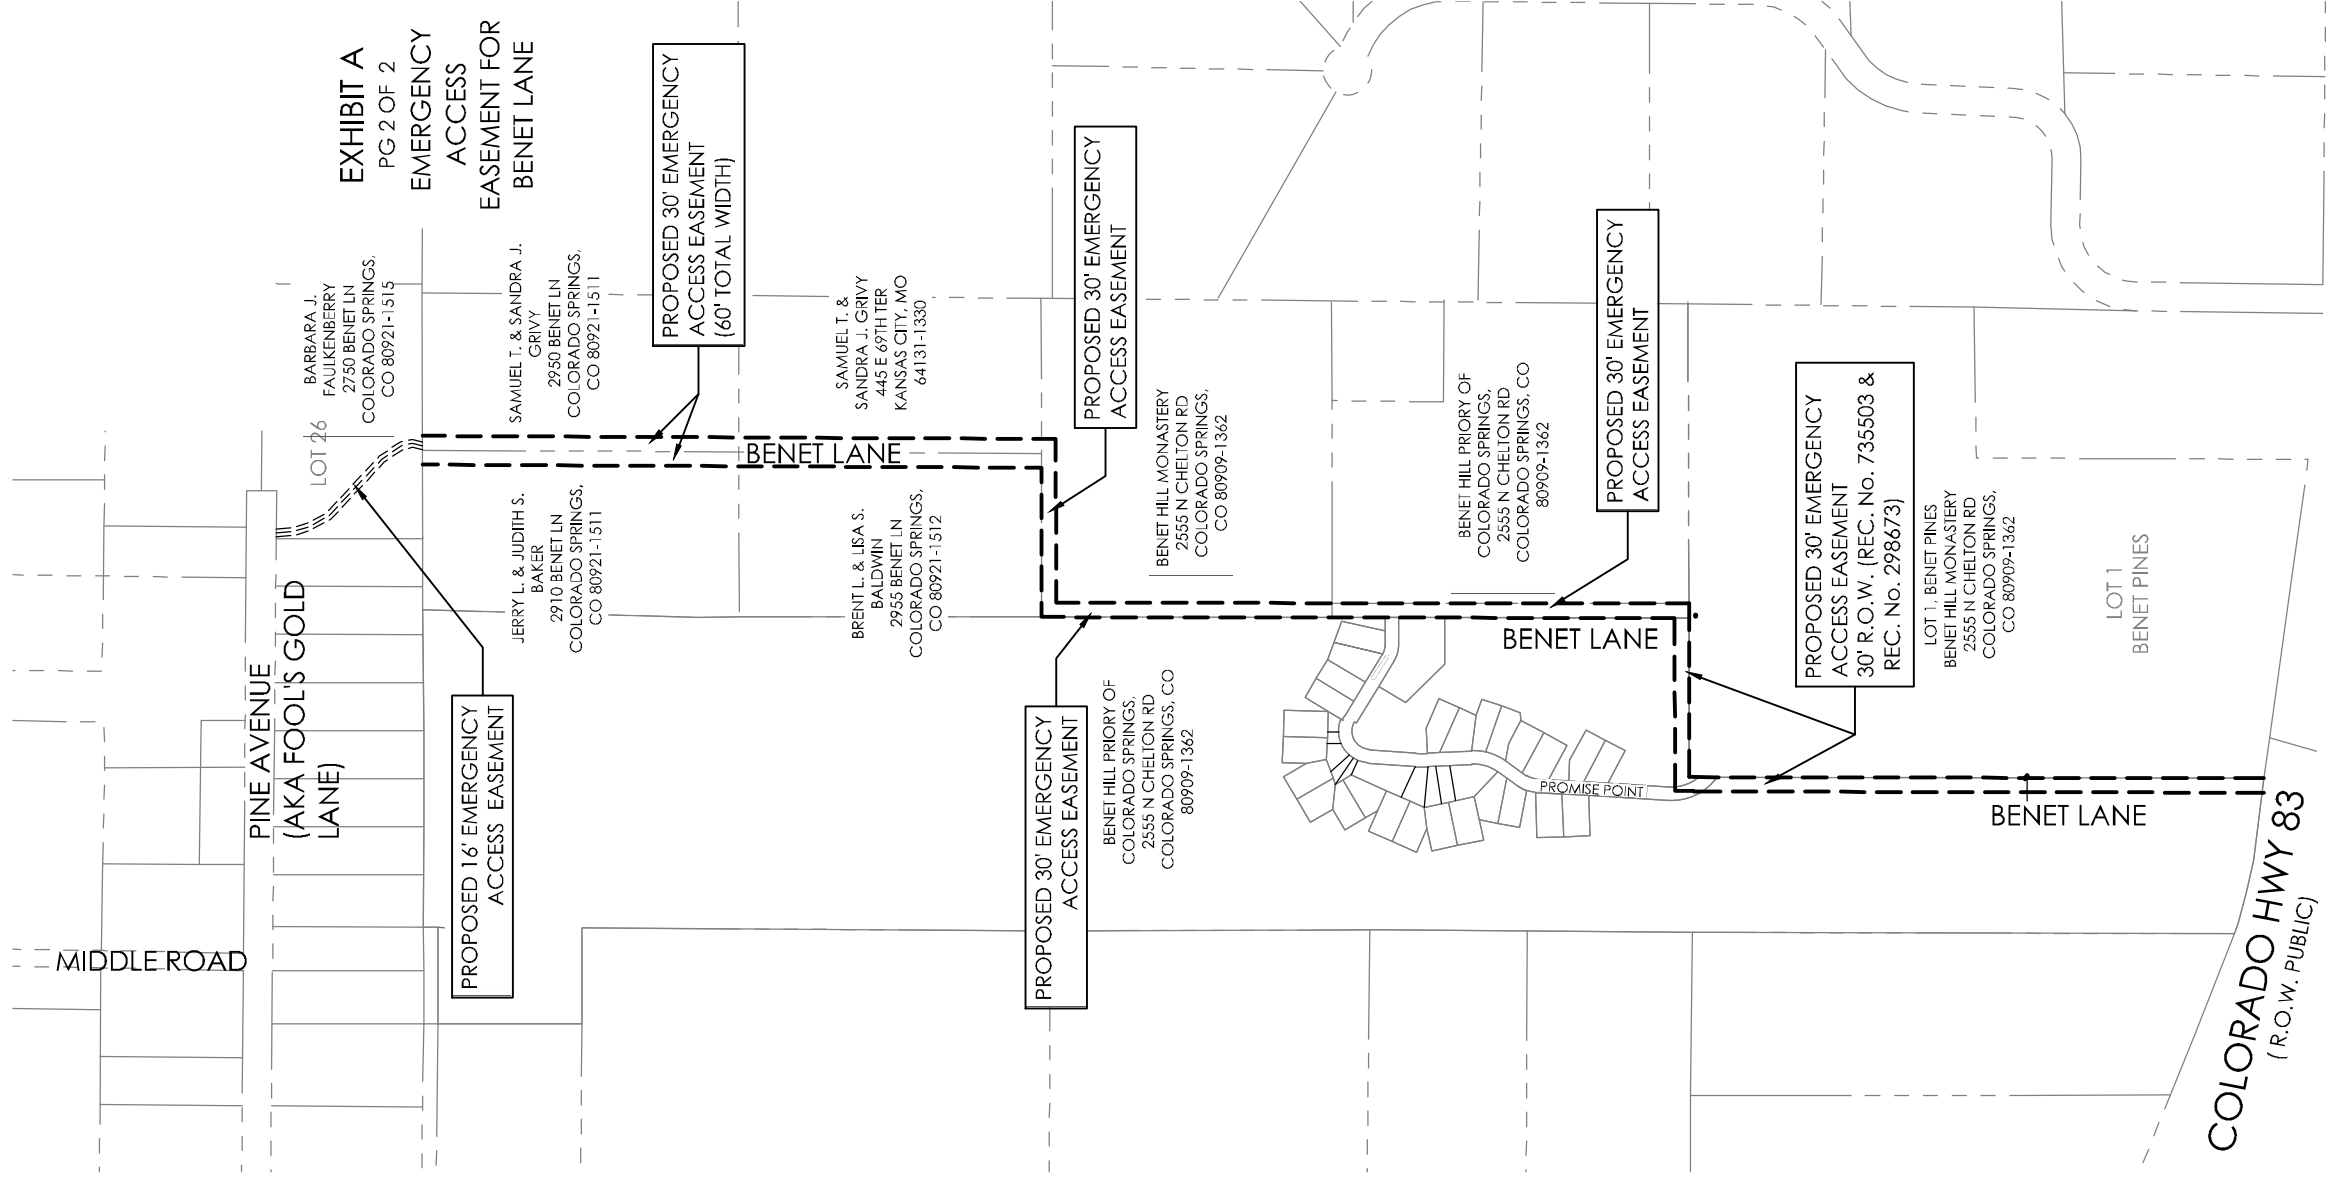 EXHIBIT A
PG 2 OF 2
EMERGENCY
ACCESS
EASEMENT FOR
BENET LANE
BARBARA J.
FAULKENBERRY
2750 BENET LN
COLORADO SPRINGS,
CO 80921-1515
LOT 26
SAMUEL T. & SANDRA J.
GRIVY
2950 BENET LN
COLORADO SPRINGS,
CO 80921-1511
PROPOSED 30' EMERGENCY
ACCESS EASEMENT
(60' TOTAL WIDTH)
SAMUEL T. &
SANDRA J. GRIVY
445 E 69TH TER
KANSAS CITY, MO
64131-1330
PROPOSED 30' EMERGENCY
ACCESS EASEMENT
BENET LANE
JERRY L. & JUDITH S.
BAKER
2910 BENET LN
COLORADO SPRINGS,
CO 80921-1511
BRENT L. & LISA S.
BALDWIN
2955 BENET LN
COLORADO SPRINGS,
CO 80921-1512
BENET HILL MONASTERY
2555 N CHELTON RD
COLORADO SPRINGS,
CO 80909-1362
BENET HILL PRIORY OF
COLORADO SPRINGS,
2555 N CHELTON RD
COLORADO SPRINGS, CO
80909-1362
PROPOSED 30' EMERGENCY
ACCESS EASEMENT
PROPOSED 30' EMERGENCY
ACCESS EASEMENT
30' R.O.W. (REC. No. 735503 &
REC. No. 298673)
LOT 1, BENET PINES
BENET HILL MONASTERY
2555 N CHELTON RD
COLORADO SPRINGS,
CO 80909-1362
LOT 1
BENET PINES
PINE AVENUE
(AKA FOOL'S GOLD
LANE)
PROPOSED 16' EMERGENCY
ACCESS EASEMENT
PROPOSED 30' EMERGENCY
ACCESS EASEMENT
BENET HILL PRIORY OF
COLORADO SPRINGS,
2555 N CHELTON RD
COLORADO SPRINGS, CO
80909-1362
BENET LANE
PROMISE POINT
BENET LANE
MIDDLE ROAD
COLORADO HWY 83
( R.O.W. PUBLIC)